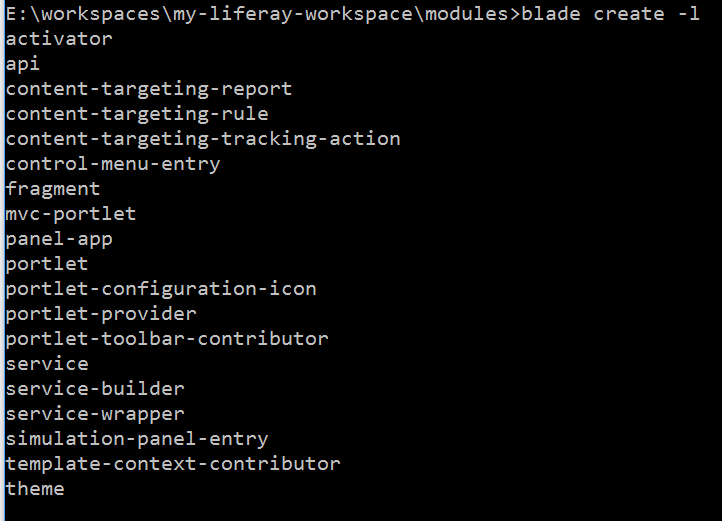 E:\workspaces\my-liferay-workspace\modules>blade create -l
activator
api
content-targeting-report
content-targeting-rule
content-targeting-tracking-action
control-menu-entry
fragment
mvc-portlet
panel-app
portlet
portlet-configuration-icon
portlet-provider
portlet-toolbar-contributor
service
service-builder
service-wrapper
simulation-panel-entry
template-context-contributor
theme